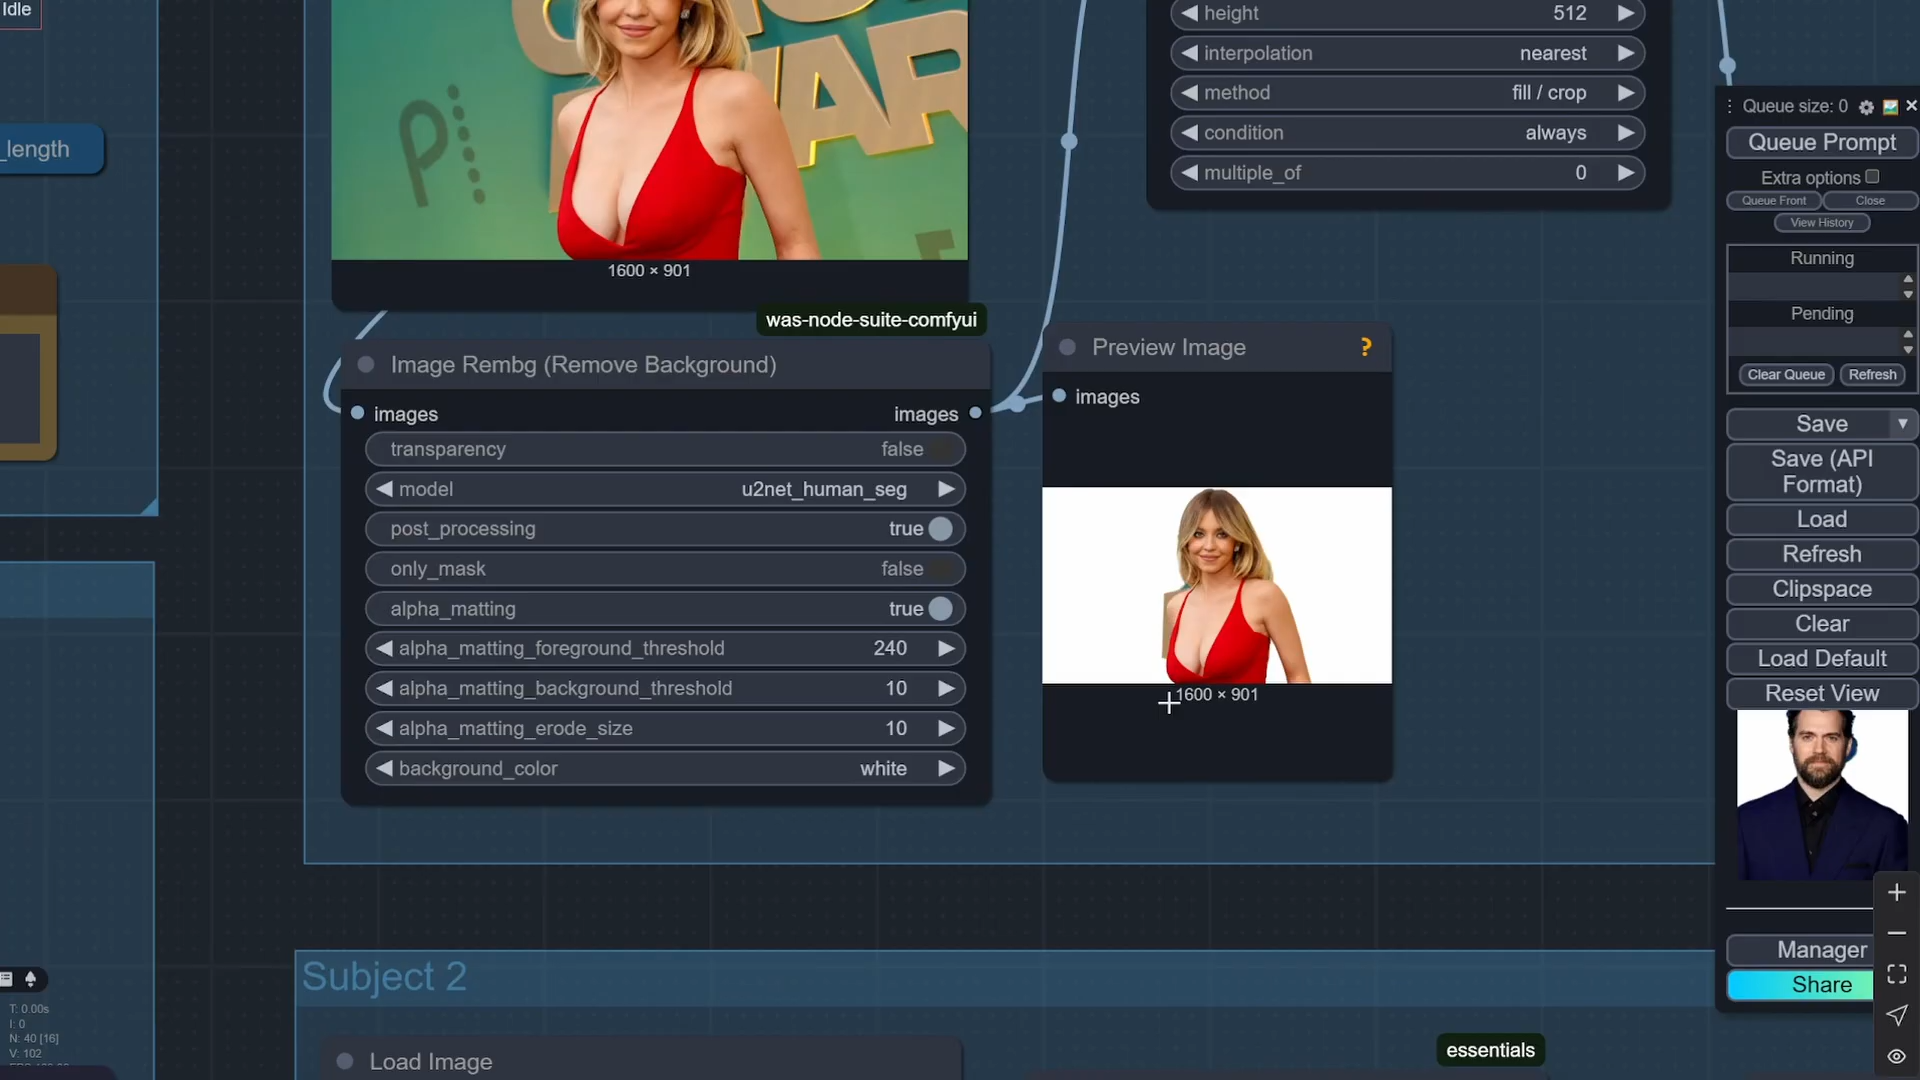 Idle
_length
1600 × 901
was-node-suite-comfyui
Image Rembg (Remove Background)
images
images
transparency
false
model
u2net_human_seg
post_processing
true
only_mask
false
alpha_matting
true
alpha_matting_foreground_threshold
240
alpha_matting_background_threshold
10
alpha_matting_erode_size
10
background_color
white
height
512
interpolation
nearest
method
fill / crop
condition
always
multiple_of
0
Preview Image
?
images
1600 × 901
Queue size: 0
Queue Prompt
Extra options
Queue Front
Close
View History
Running
Pending
Clear Queue
Refresh
Save
Save (API
Format)
Load
Refresh
Clipspace
Clear
Load Default
Reset View
Manager
Share
Subject 2
Load Image
essentials
T: 0.00s
I: 0
N: 40 [16]
V: 102